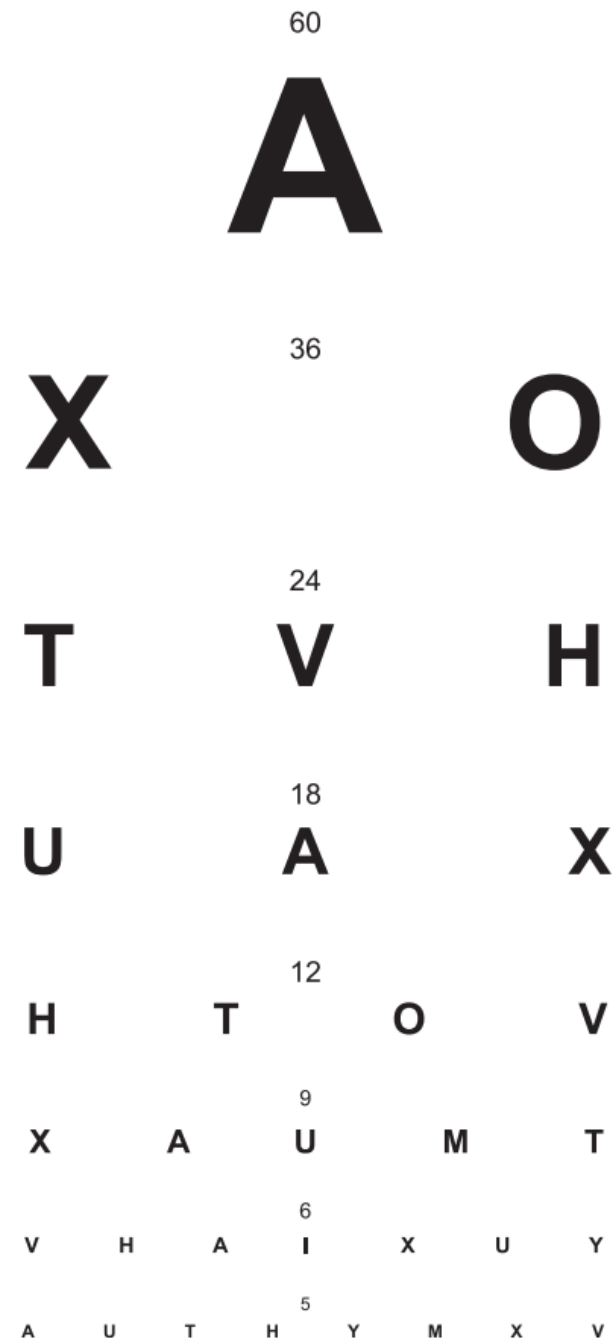 60
A
36
X O
24
T V H
18
U A X
12
H T O V
9
X A U M T
6
V H A I X U Y
5
A U T H Y M X V